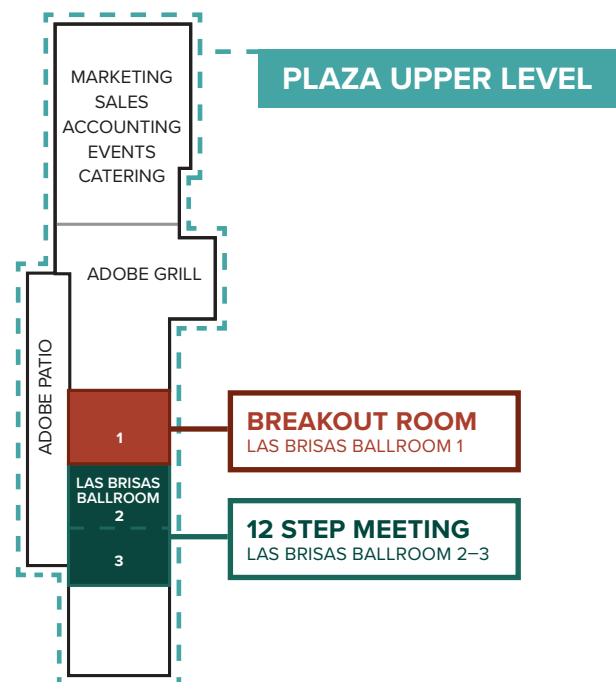 PLAZA UPPER LEVEL
MARKETING
SALES
ACCOUNTING
EVENTS
CATERING
ADOBE GRILL
ADOBE PATIO
1
BREAKOUT ROOM
LAS BRISAS BALLROOM 1
LAS BRISAS
BALLROOM
2
3
12 STEP MEETING
LAS BRISAS BALLROOM 2–3